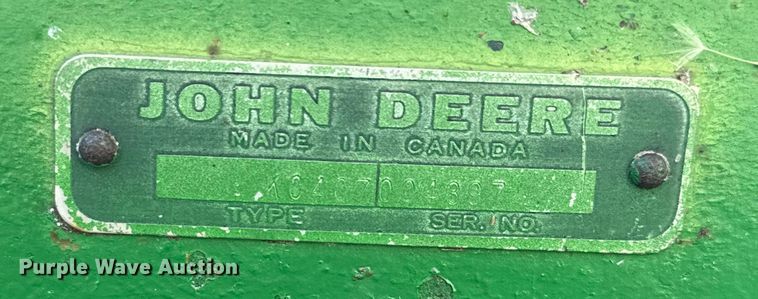 JOHN DEERE
MADE IN CANADA
TYPE SER. NO.
Purple Wave Auction